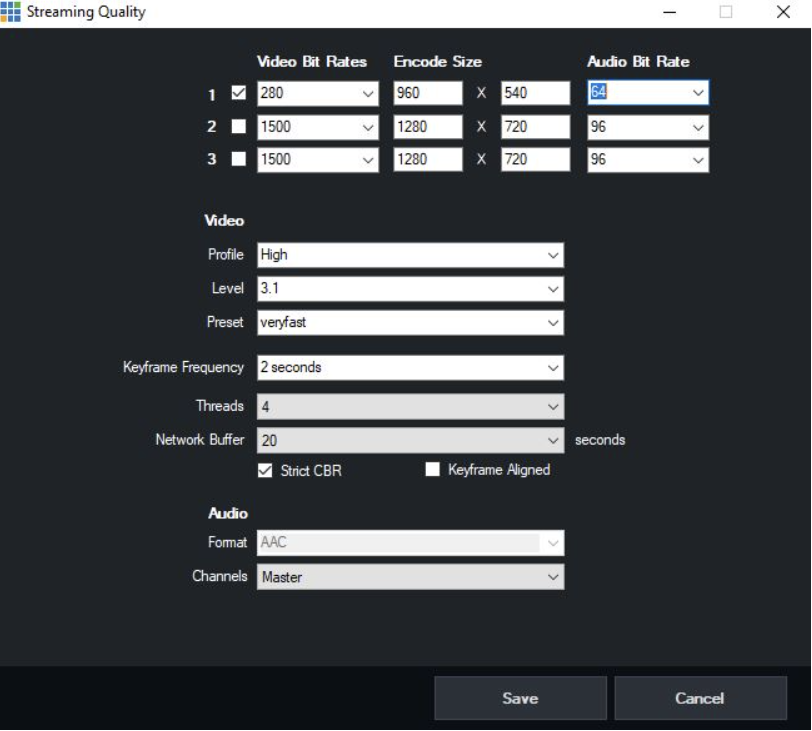 Streaming Quality
Video Bit Rates Encode Size Audio Bit Rate
1 280 960 X 540 64
2 1500 1280 X 720 96
3 1500 1280 X 720 96
Video
Profile High
Level 3.1
Preset veryfast
Keyframe Frequency 2 seconds
Threads 4
Network Buffer 20 seconds
Strict CBR Keyframe Aligned
Audio
Format AAC
Channels Master
Save Cancel